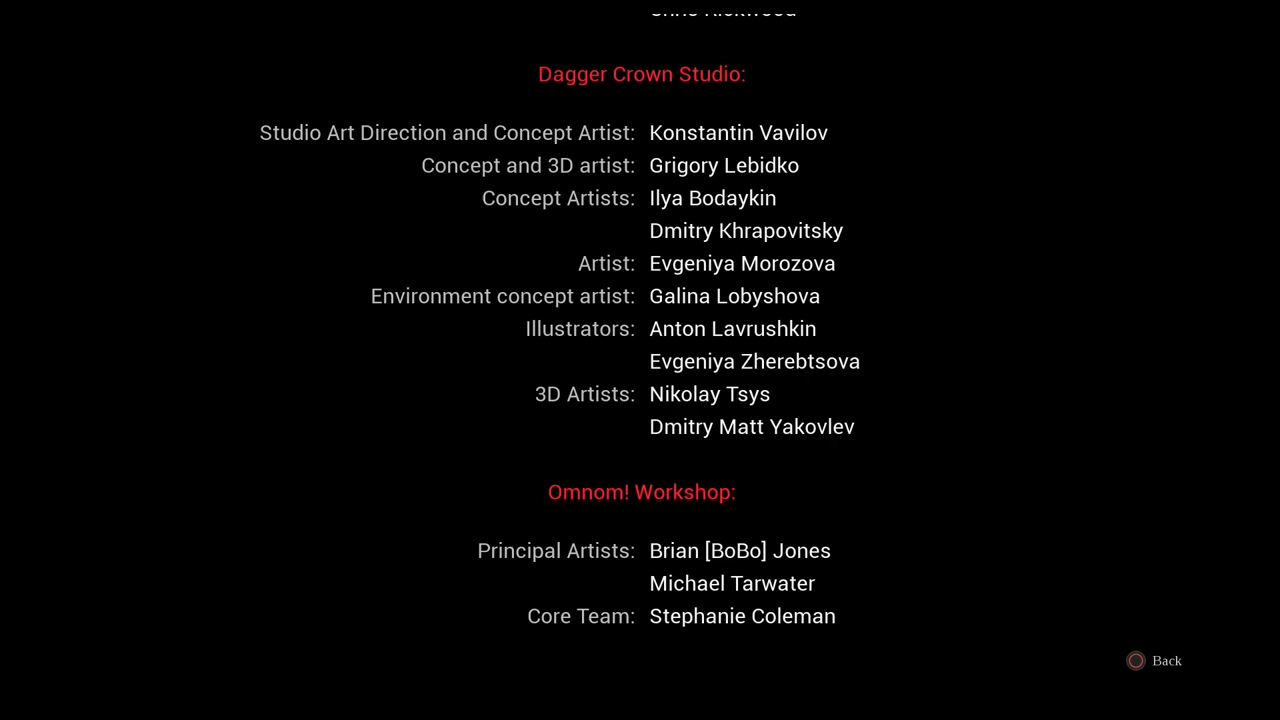 Dagger Crown Studio:
Studio Art Direction and Concept Artist: Konstantin Vavilov
Concept and 3D artist: Grigory Lebidko
Concept Artists: Ilya Bodaykin
Dmitry Khrapovitsky
Artist: Evgeniya Morozova
Environment concept artist: Galina Lobyshova
Illustrators: Anton Lavrushkin
Evgeniya Zherebtsova
3D Artists: Nikolay Tsys
Dmitry Matt Yakovlev
Omnom! Workshop:
Principal Artists: Brian [BoBo] Jones
Michael Tarwater
Core Team: Stephanie Coleman
Back